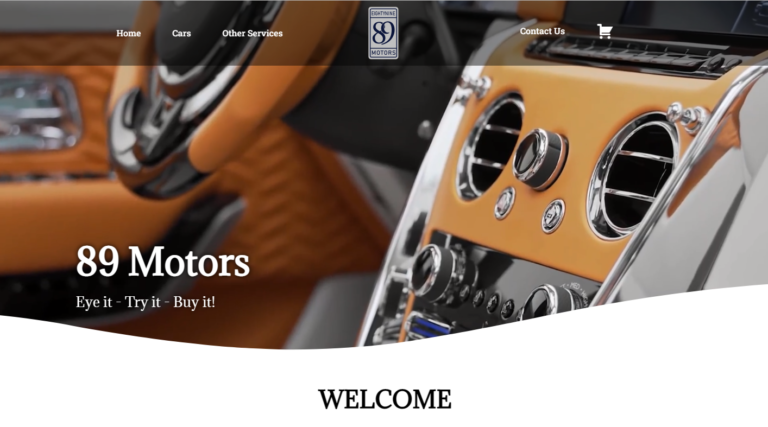 Home Cars Other Services
EIGHTNINE
89
MOTORS
Contact Us
89 Motors
Eye it - Try it - Buy it!
WELCOME